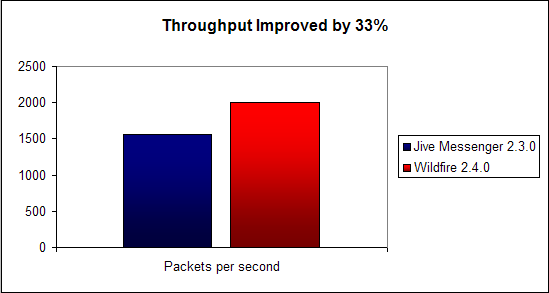 Throughput Improved by 33%
2500
2000
1500
1000
500
0
Packets per second
Jive Messenger 2.3.0
Wildfire 2.4.0